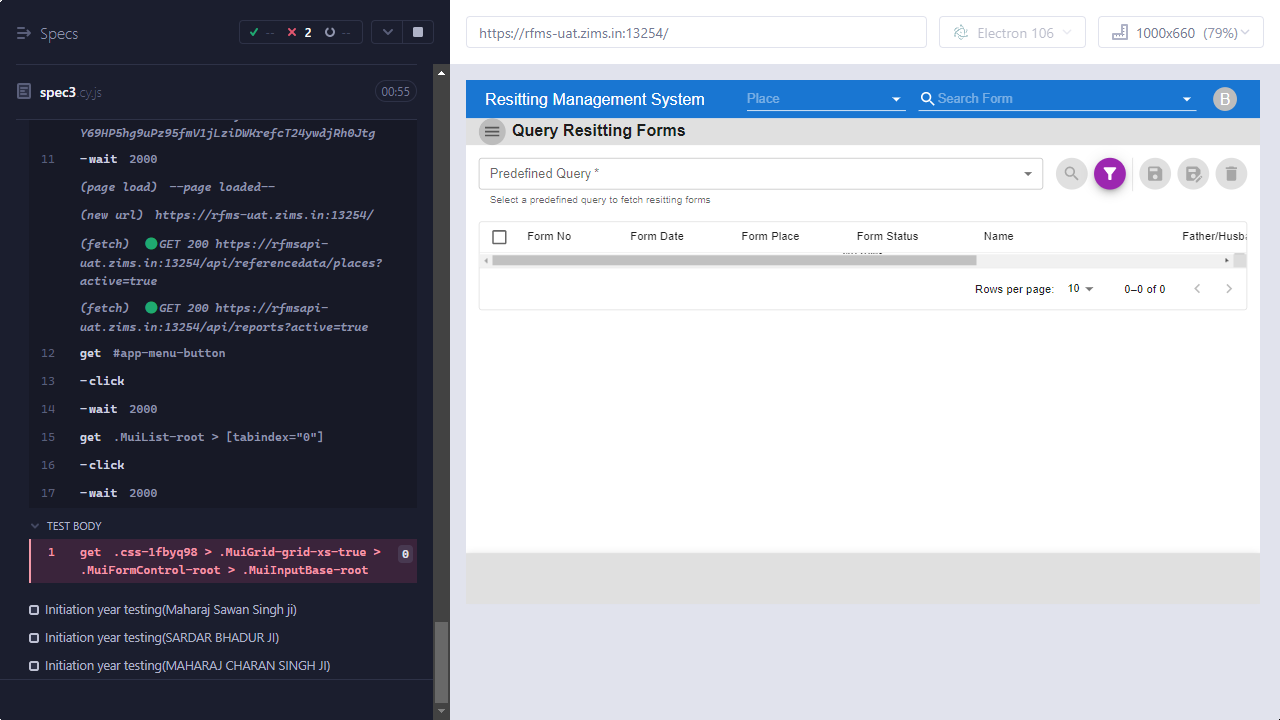 Specs
-- 2 --
spec3.cy.js
00:55
Y69HP5hg9uPz95fmV1jLziDWKrefcT24ywdjRh0Jtg
11 -wait 2000
(page load) --page loaded--
(new url) https://rfms-uat.zims.in:13254/
(fetch) GET 200 https://rfmsapi-
uat.zims.in:13254/api/referencedata/places?
active=true
(fetch) GET 200 https://rfmsapi-
uat.zims.in:13254/api/reports?active=true
12 get #app-menu-button
13 -click
14 -wait 2000
15 get .MuiList-root > [tabindex="0"]
16 -click
17 -wait 2000
TEST BODY
1 get .css-1fbyq98 > .MuiGrid-grid-xs-true > 0
.MuiFormControl-root > .MuiInputBase-root
Initiation year testing(Maharaj Sawan Singh ji)
Initiation year testing(SARDAR BHADUR JI)
Initiation year testing(MAHARAJ CHARAN SINGH JI)
https://rfms-uat.zims.in:13254/
Electron 106
1000x660 (79%)
Resitting Management System Place Search Form B
Query Resitting Forms
Predefined Query *
Select a predefined query to fetch resitting forms
Form No Form Date Form Place Form Status Name Father/Husba
Rows per page: 10 0–0 of 0